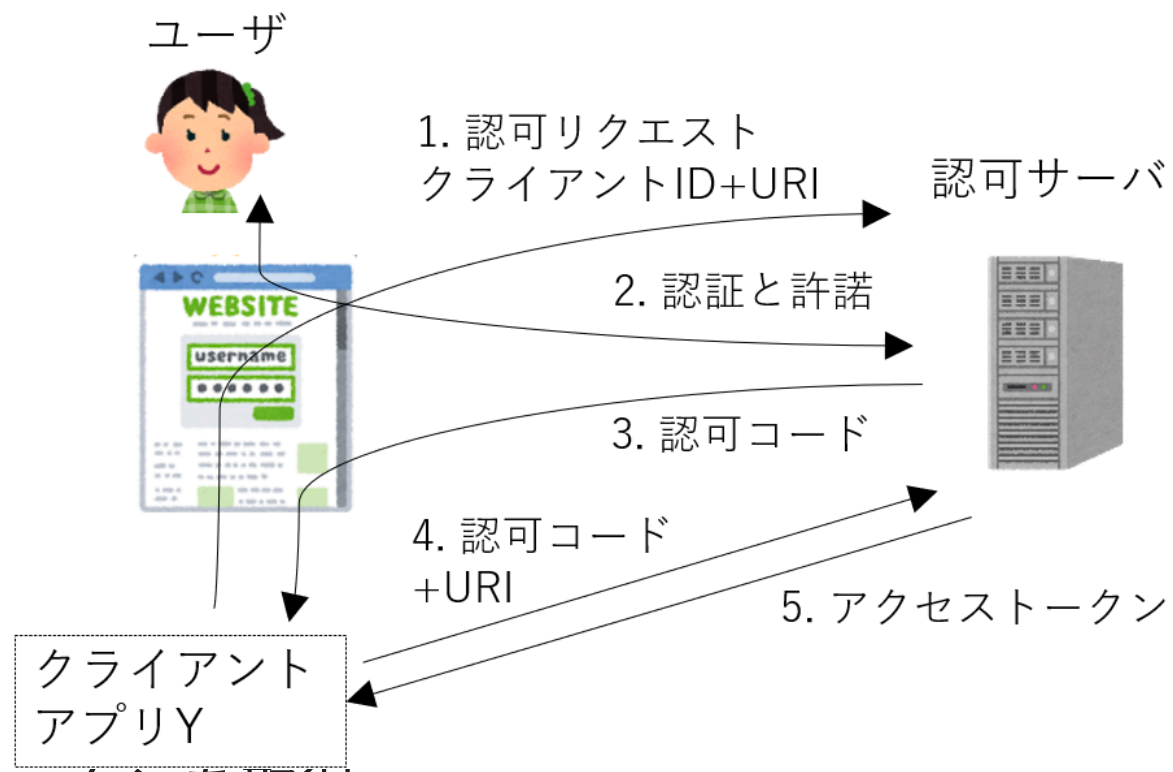 ユーザ
1. 認可リクエスト
クライアントID+URI
認可サーバ
WEBSITE
username
2. 認証と許諾
3. 認可コード
4. 認可コード
+URI
5. アクセストークン
クライアント
アプリY